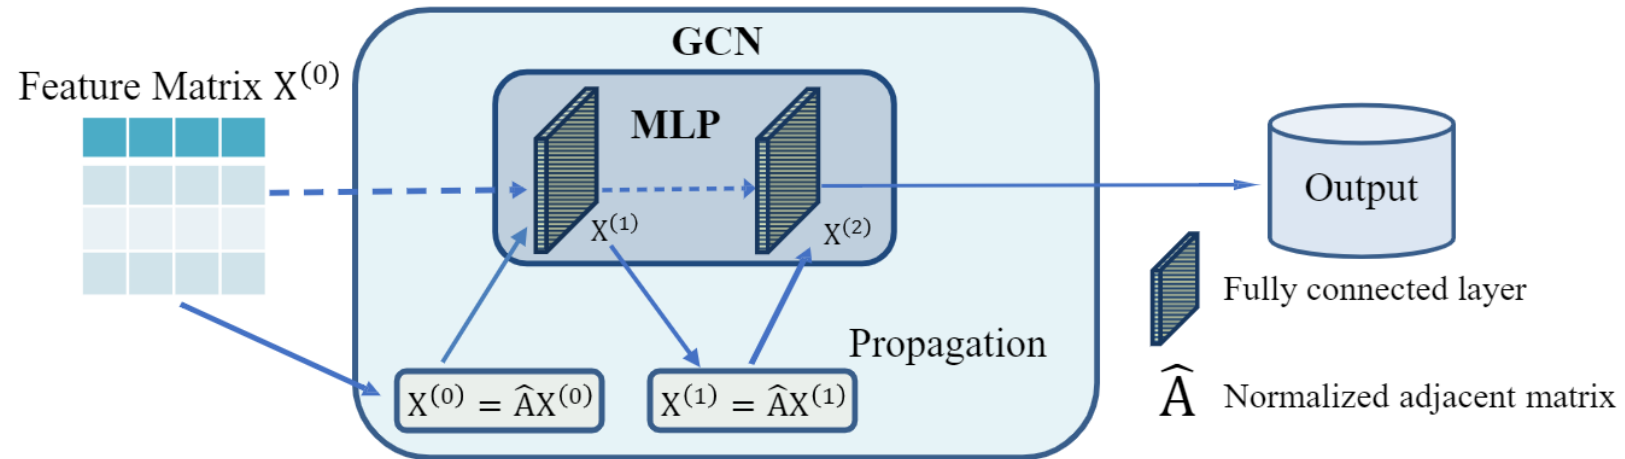 GCN
Feature Matrix X⁽⁰⁾
MLP
X⁽¹⁾
X⁽²⁾
Output
Fully connected layer
Propagation
X⁽⁰⁾ = ÂX⁽⁰⁾
X⁽¹⁾ = ÂX⁽¹⁾
Â Normalized adjacent matrix